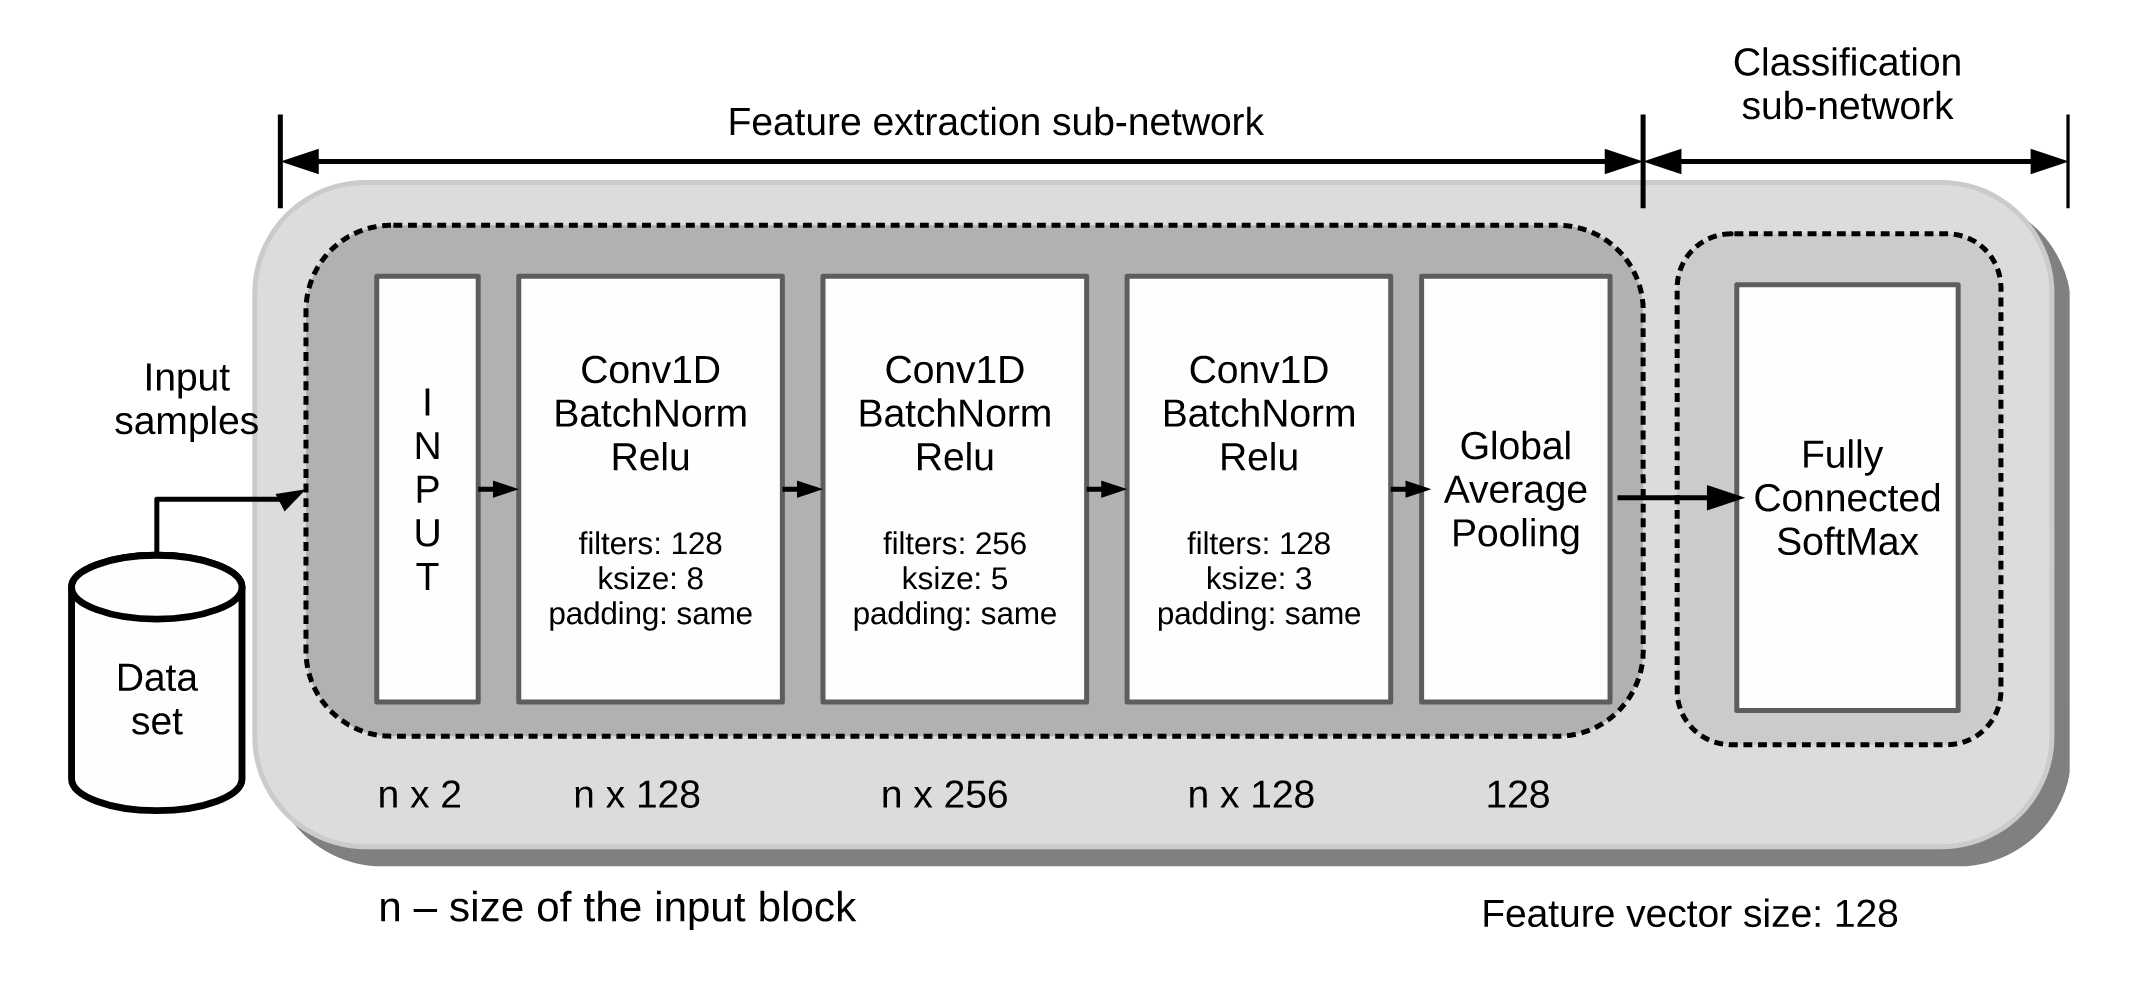 Classification
sub-network
Feature extraction sub-network
Input
samples
Data
set
I
N
P
U
T
Conv1D
BatchNorm
Relu
filters: 128
ksize: 8
padding: same
Conv1D
BatchNorm
Relu
filters: 256
ksize: 5
padding: same
Conv1D
BatchNorm
Relu
filters: 128
ksize: 3
padding: same
Global
Average
Pooling
Fully
Connected
SoftMax
n x 2
n x 128
n x 256
n x 128
128
n – size of the input block
Feature vector size: 128